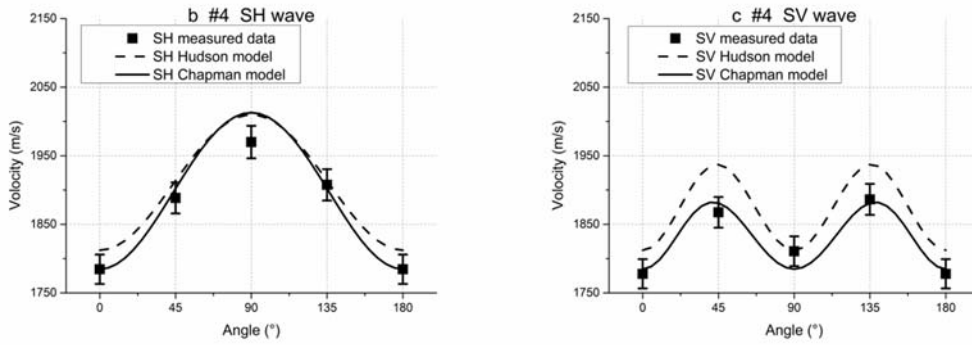 b #4 SH wave
SH measured data
SH Hudson model
SH Chapman model
2150
2050
1950
1850
1750
Volocity (m/s)
0 45 90 135 180
Angle (°)
c #4 SV wave
SV measured data
SV Hudson model
SV Chapman model
2150
2050
1950
1850
1750
Volocity (m/s)
0 45 90 135 180
Angle (°)